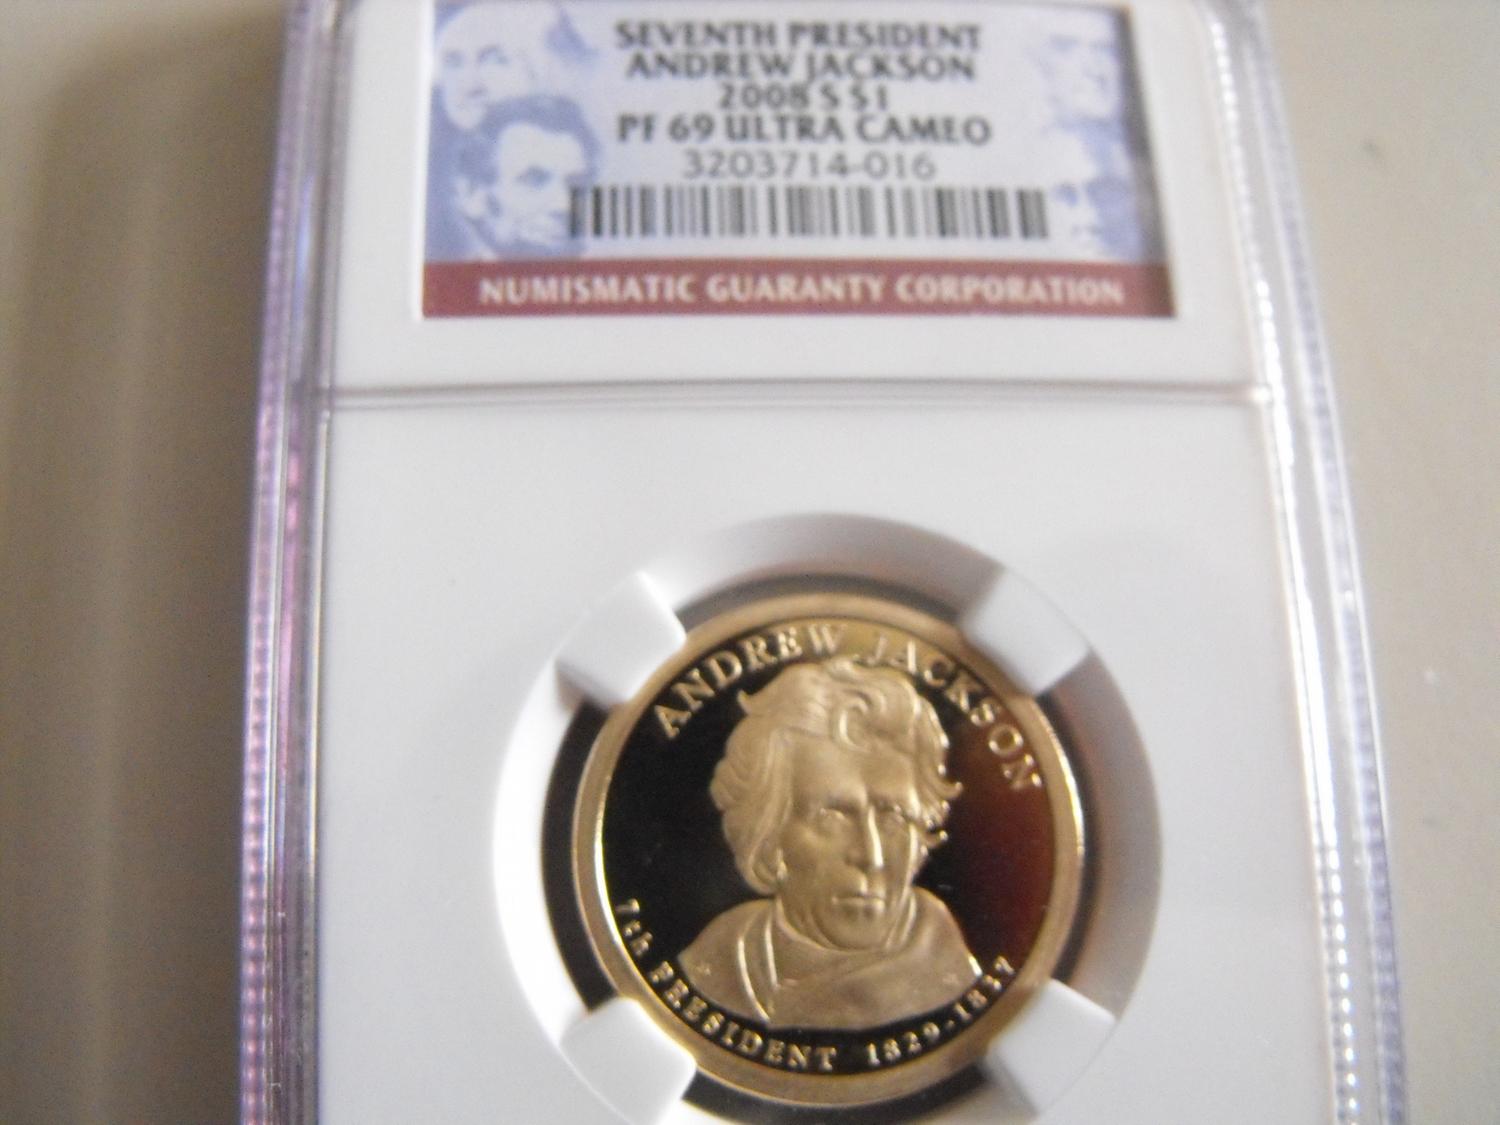 SEVENTH PRESIDENT
ANDREW JACKSON
2008 S $1
PF 69 ULTRA CAMEO
3203714-016
NUMISMATIC GUARANTY CORPORATION
ANDREW JACKSON
7th PRESIDENT 1829-1837